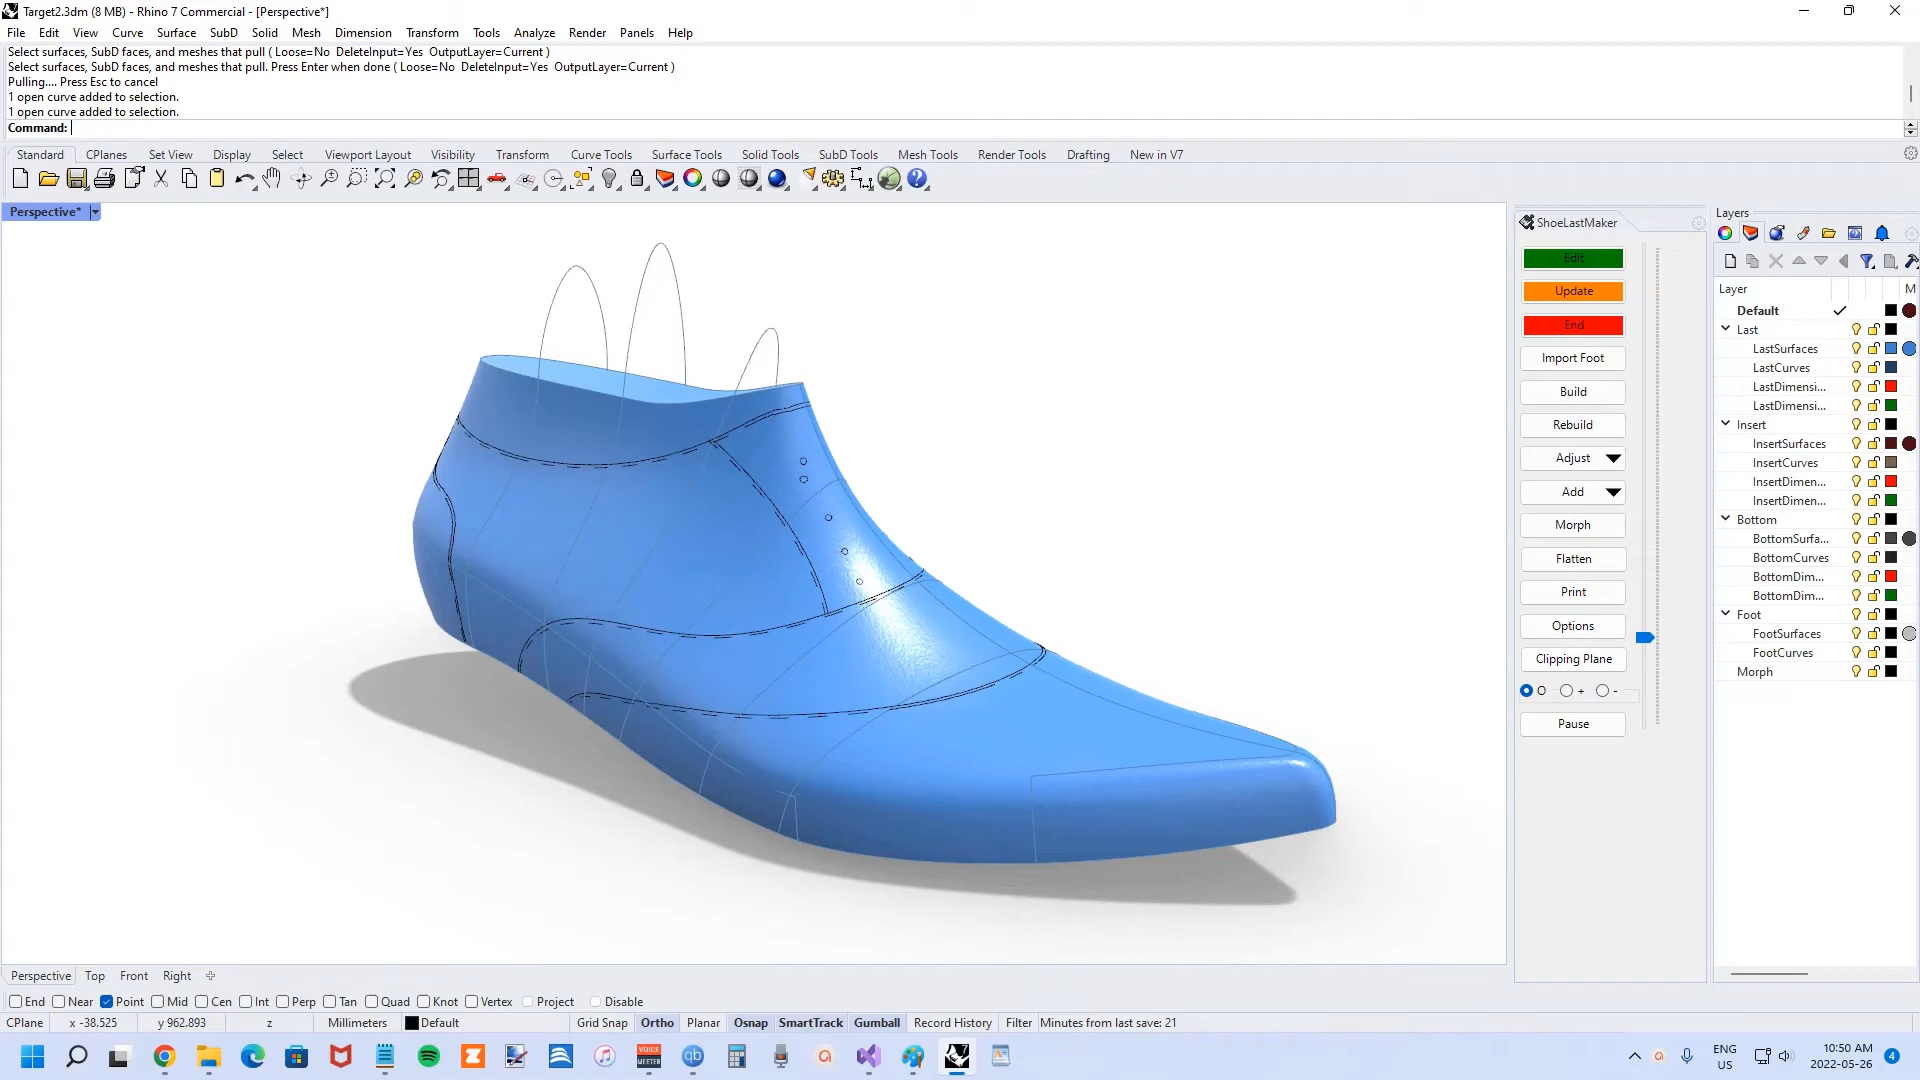 Target2.3dm (8 MB) - Rhino 7 Commercial - [Perspective*]
File Edit View Curve Surface SubD Solid Mesh Dimension Transform Tools Analyze Render Panels Help
Select surfaces, SubD faces, and meshes that pull ( Loose=No DeleteInput=Yes OutputLayer=Current )
Select surfaces, SubD faces, and meshes that pull. Press Enter when done ( Loose=No DeleteInput=Yes OutputLayer=Current )
Pulling.... Press Esc to cancel
1 open curve added to selection.
1 open curve added to selection.
Command:
Standard CPlanes Set View Display Select Viewport Layout Visibility Transform Curve Tools Surface Tools Solid Tools SubD Tools Mesh Tools Render Tools Drafting New in V7
Perspective*
ShoeLastMaker
Edit
Update
End
Import Foot
Build
Rebuild
Adjust
Add
Morph
Flatten
Print
Options
Clipping Plane
O + -
Pause
Layers
Layer M
Default
Last
LastSurfaces
LastCurves
LastDimensi...
LastDimensi...
Insert
InsertSurfaces
InsertCurves
InsertDimen...
InsertDimen...
Bottom
BottomSurfa...
BottomCurves
BottomDim...
BottomDim...
Foot
FootSurfaces
FootCurves
Morph
Perspective Top Front Right
End Near Point Mid Cen Int Perp Tan Quad Knot Vertex Project Disable
CPlane x -38.525 y 962.893 z Millimeters Default Grid Snap Ortho Planar Osnap SmartTrack Gumball Record History Filter Minutes from last save: 21
VOICE
MEETER
qb
ENG
US
10:50 AM
2022-05-26
4